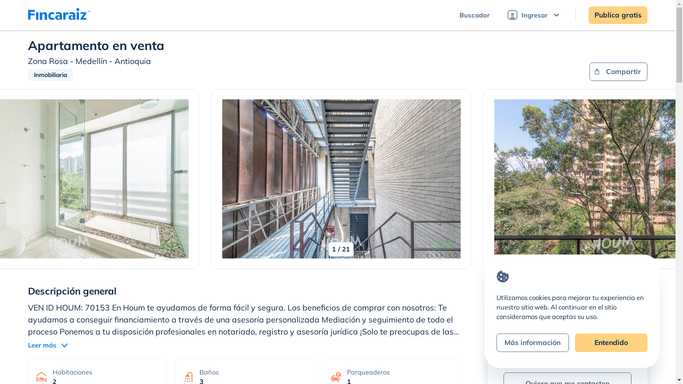 Fincaraiz
Buscador
Ingresar
Publica gratis
Apartamento en venta
Zona Rosa - Medellín - Antioquia
Inmobiliaria
Compartir
HOUM
HOUM
HOUM
1 / 21
Descripción general
VEN ID HOUM: 70153 En Houm te ayudamos de forma fácil y segura. Los beneficios de comprar con nosotros: Te
ayudamos a conseguir financiamiento a través de una asesoría personalizada Mediación y seguimiento de todo el
proceso Ponemos a tu disposición profesionales en notariado, registro y asesoría jurídica ¡Solo te preocupas de las...
Leer más
Habitaciones
2
Baños
3
Parqueaderos
1
Utilizamos cookies para mejorar tu experiencia en
nuestro sitio web. Al continuar en el sitio
consideramos que aceptas su uso.
Más información
Entendido
Quiero que me contacten